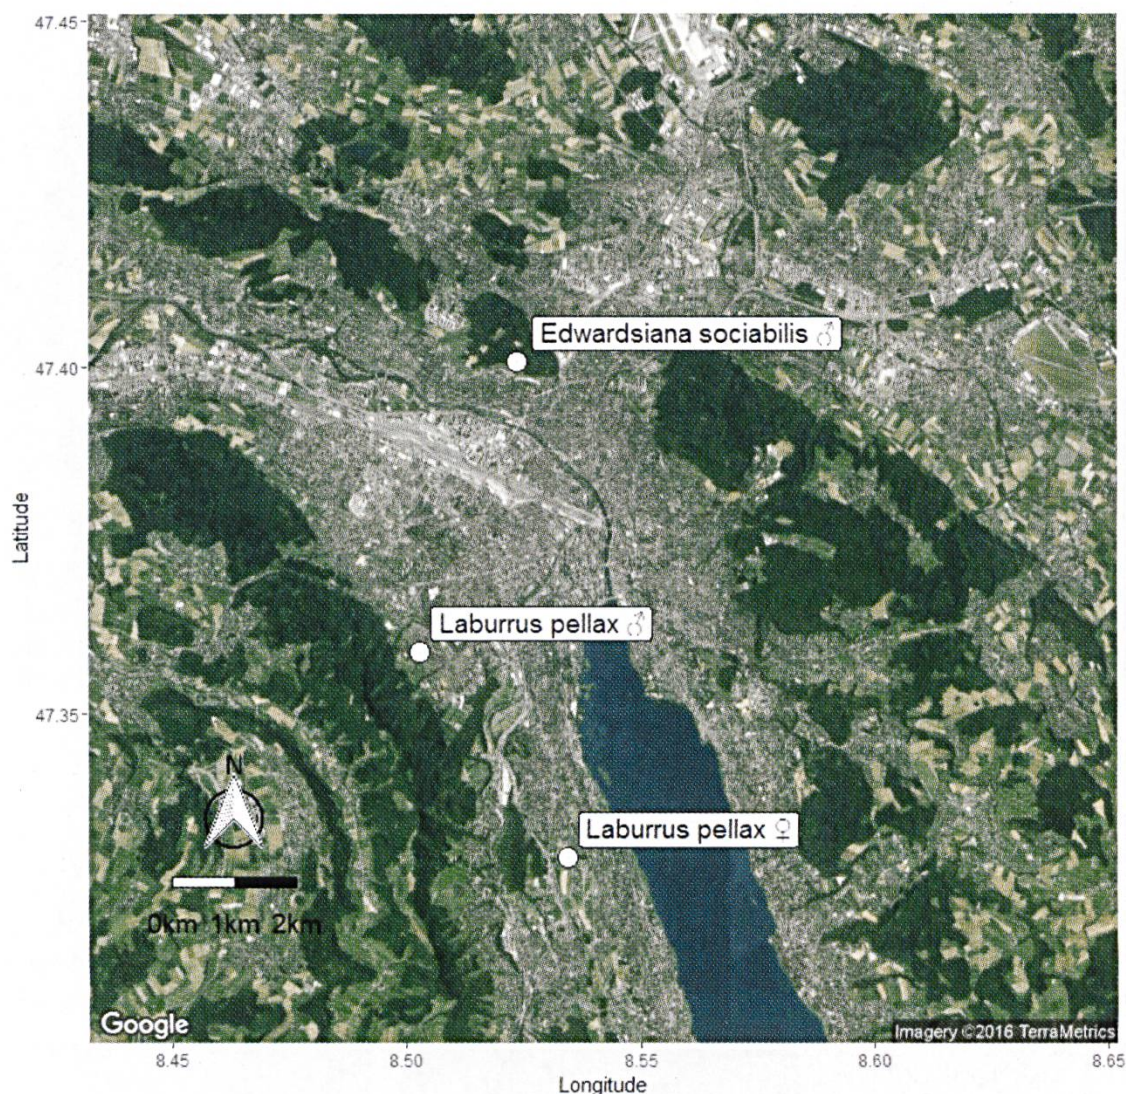 47.45
Edwardsiana sociabilis ♂
47.40
Latitude
Laburrus pellax ♂
47.35
N
Laburrus pellax ♀
0km 1km 2km
Google
Imagery ©2016 TerraMetrics
8.45 8.50 8.55 8.60 8.65
Longitude